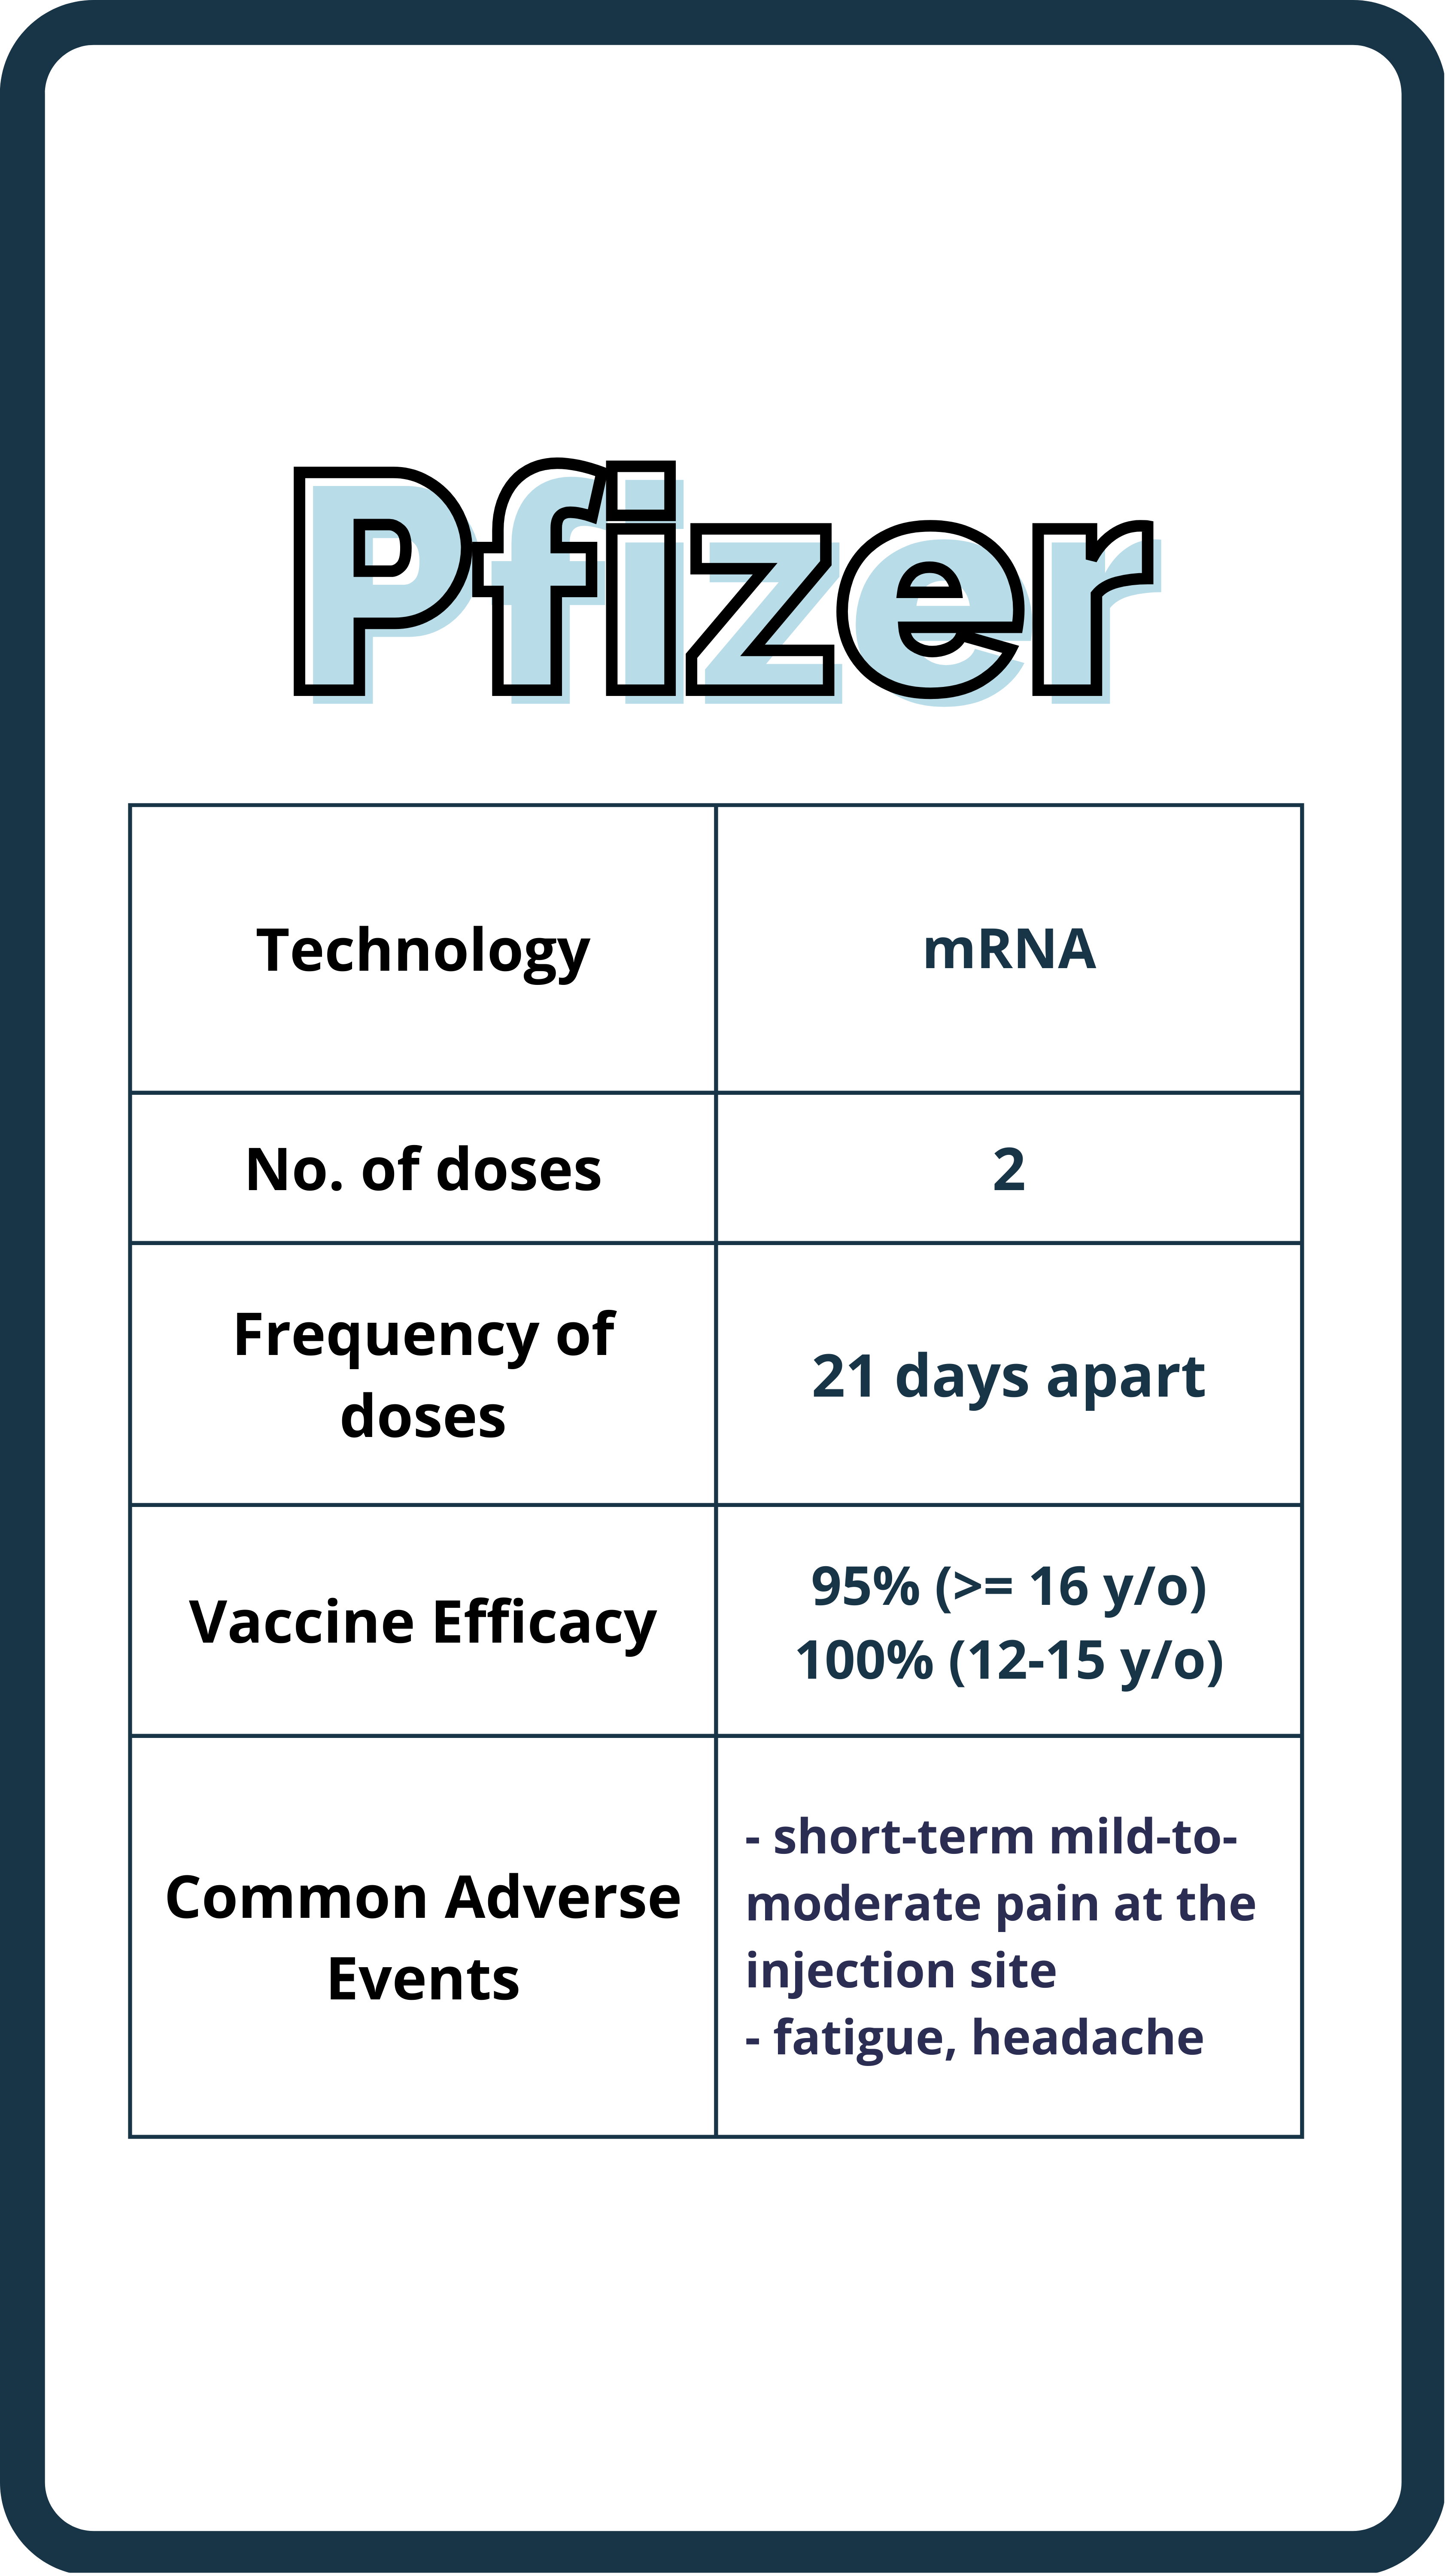 Pfizer
Technology
mRNA
No. of doses
2
Frequency of
doses
21 days apart
Vaccine Efficacy
95% (>= 16 y/o)
100% (12-15 y/o)
Common Adverse
Events
- short-term mild-to-
moderate pain at the
injection site
- fatigue, headache